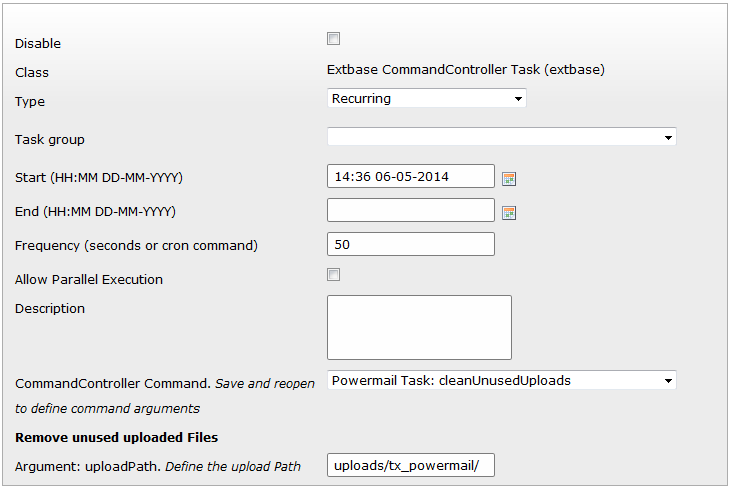 Disable
Class Extbase CommandController Task (extbase)
Type Recurring
Task group
Start (HH:MM DD-MM-YYYY) 14:36 06-05-2014
End (HH:MM DD-MM-YYYY)
Frequency (seconds or cron command) 50
Allow Parallel Execution
Description
CommandController Command. Save and reopen Powermail Task: cleanUnusedUploads
to define command arguments
Remove unused uploaded Files
Argument: uploadPath. Define the upload Path uploads/tx_powermail/